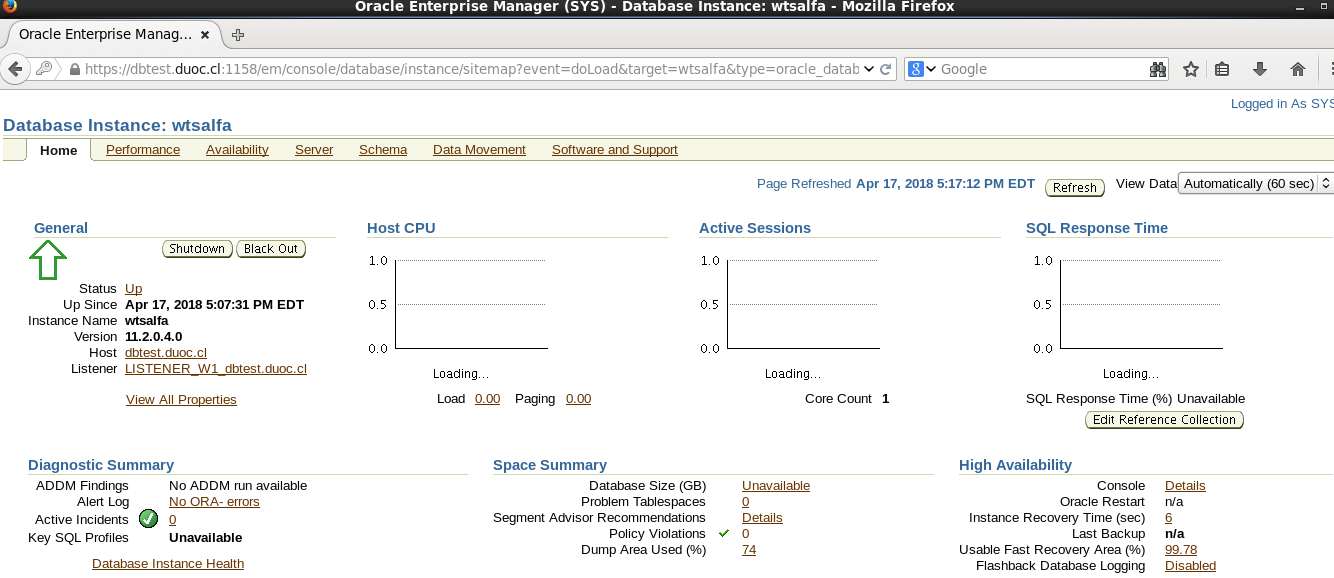 Oracle Enterprise Manager (SYS) - Database Instance: wtsalfa - Mozilla Firefox
Oracle Enterprise Manag...
https://dbtest.duoc.cl:1158/em/console/database/instance/sitemap?event=doLoad&target=wtsalfa&type=oracle_datab
8 Google
Logged in As SYS
Database Instance: wtsalfa
Home Performance Availability Server Schema Data Movement Software and Support
Page Refreshed Apr 17, 2018 5:17:12 PM EDT Refresh View Data Automatically (60 sec)
General
Shutdown Black Out
Status Up
Up Since Apr 17, 2018 5:07:31 PM EDT
Instance Name wtsalfa
Version 11.2.0.4.0
Host dbtest.duoc.cl
Listener LISTENER_W1_dbtest.duoc.cl
View All Properties
Host CPU
1.0
0.5
0.0
Loading...
Load 0.00 Paging 0.00
Active Sessions
1.0
0.5
0.0
Loading...
Core Count 1
SQL Response Time
1.0
0.5
0.0
Loading...
SQL Response Time (%) Unavailable
Edit Reference Collection
Diagnostic Summary
ADDM Findings No ADDM run available
Alert Log No ORA- errors
Active Incidents 0
Key SQL Profiles Unavailable
Database Instance Health
Space Summary
Database Size (GB) Unavailable
Problem Tablespaces 0
Segment Advisor Recommendations Details
Policy Violations 0
Dump Area Used (%) 74
High Availability
Console Details
Oracle Restart n/a
Instance Recovery Time (sec) 6
Last Backup n/a
Usable Fast Recovery Area (%) 99.78
Flashback Database Logging Disabled